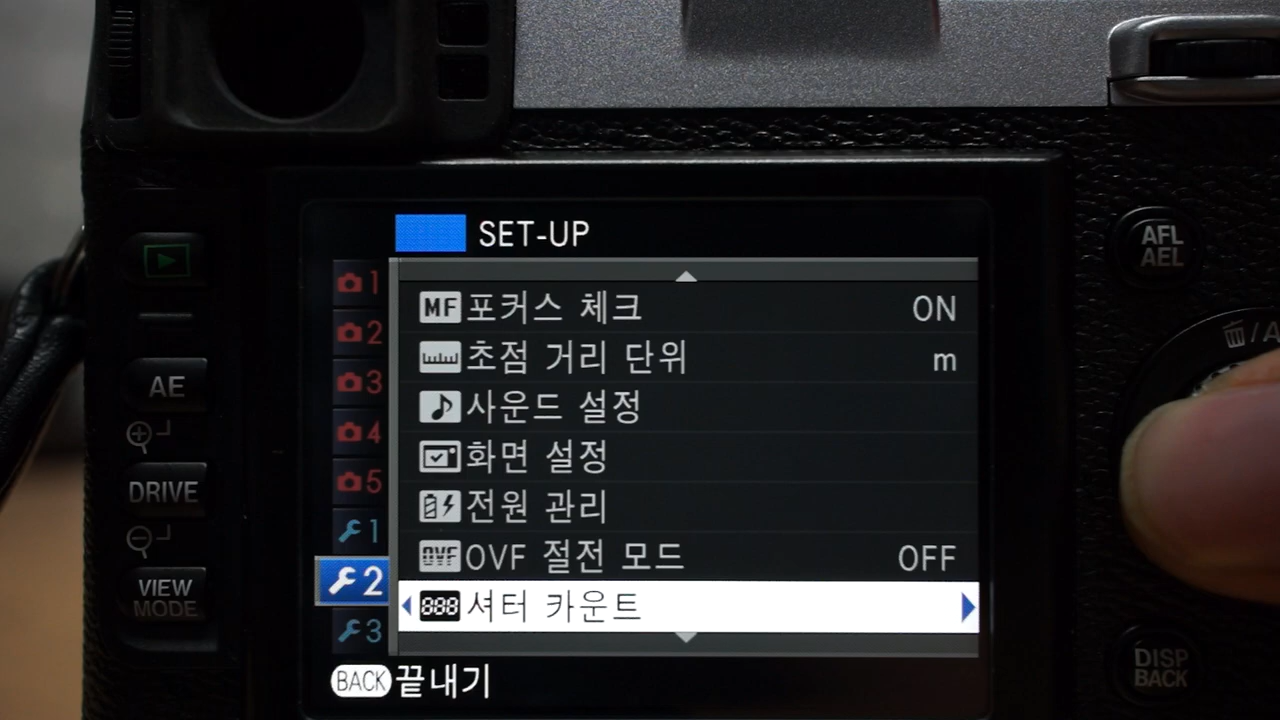 SET-UP
1
2
3
4
5
1
2
3
MF 포커스 체크 ON
초점 거리 단위 m
사운드 설정
화면 설정
전원 관리
OVF OVF 절전 모드 OFF
888 셔터 카운트
BACK 끝내기
AE
DRIVE
VIEW
MODE
AFL
AEL
DISP
BACK